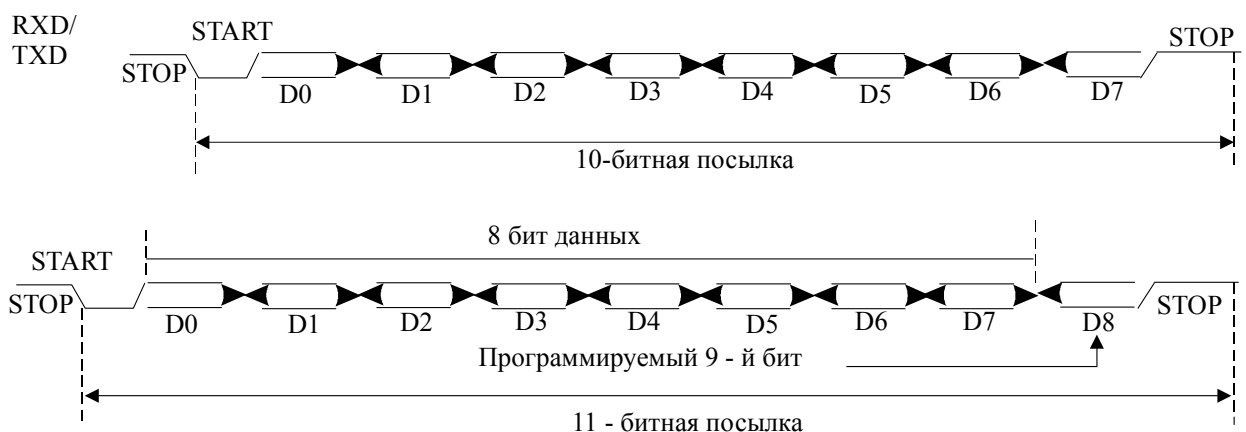 RXD/
TXD
START
STOP
STOP
D0 D1 D2 D3 D4 D5 D6 D7
10-битная посылка
8 бит данных
START
STOP
STOP
D0 D1 D2 D3 D4 D5 D6 D7 D8
Программируемый 9 - й бит
11 - битная посылка